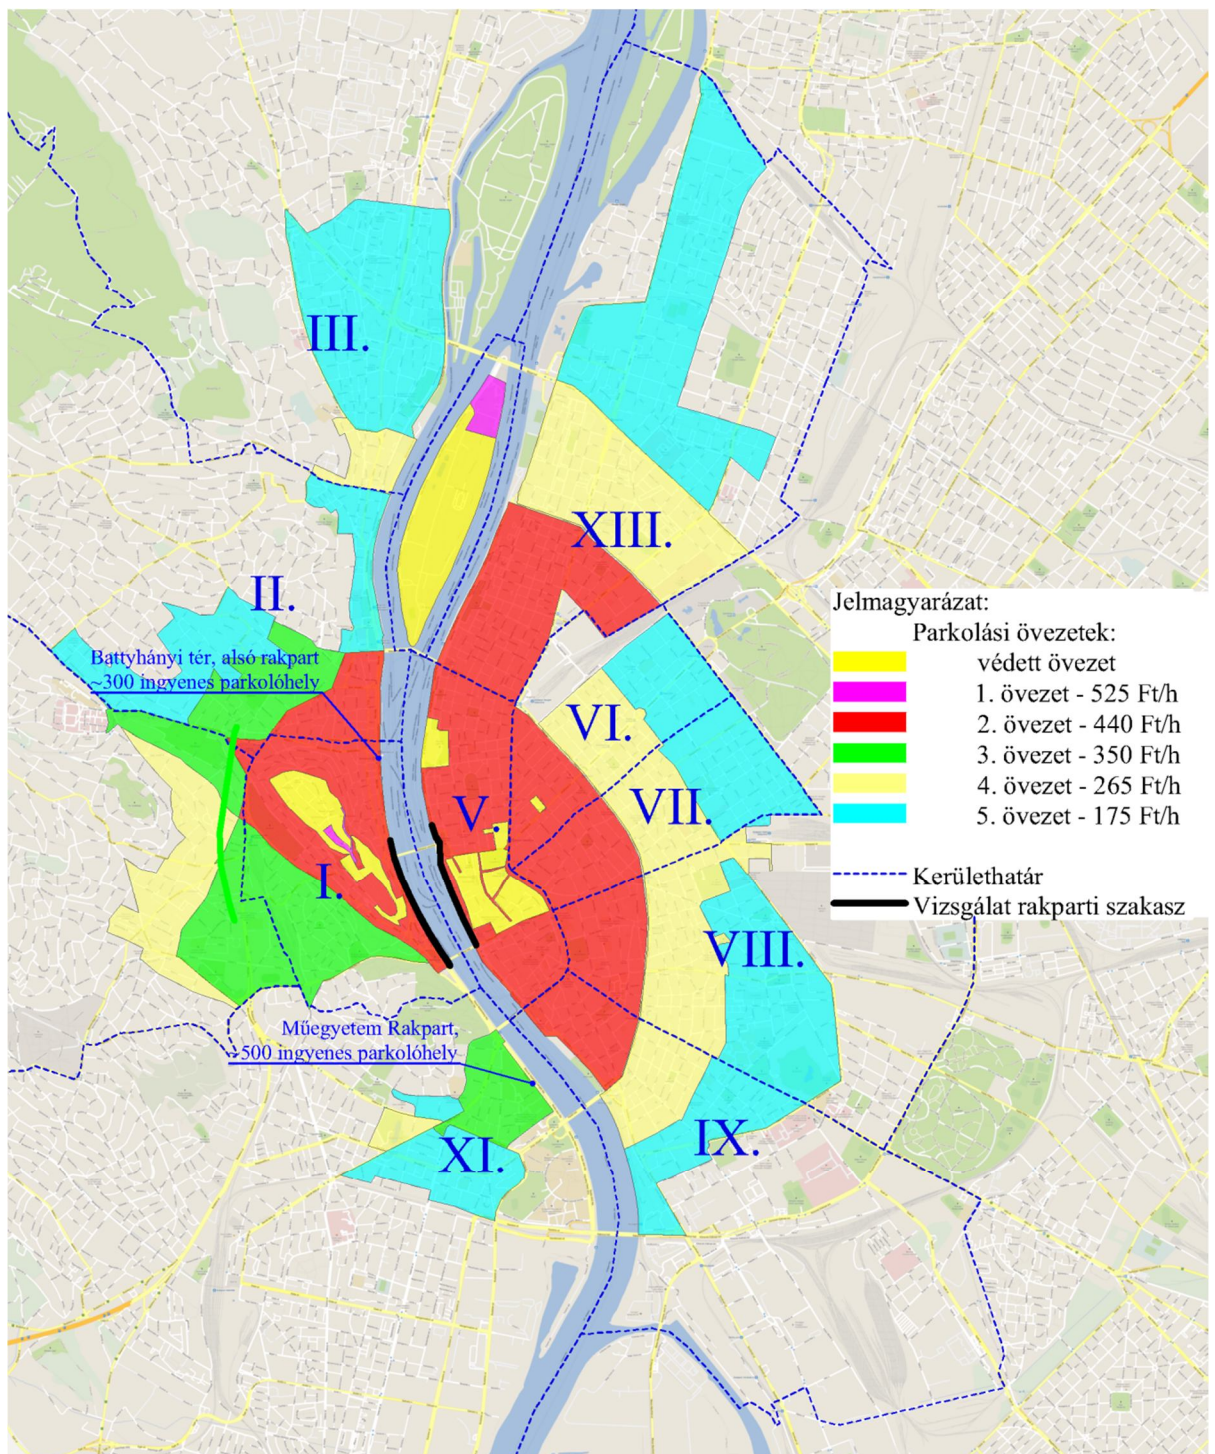 III.
XIII.
II.
Battyhányi tér, alsó rakpart
~300 ingyenes parkolóhely
VI.
VII.
V.
I.
VIII.
Műegyetem Rakpart,
~500 ingyenes parkolóhely
IX.
XI.
Jelmagyarázat:
Parkolási övezetek:
védett övezet
1. övezet - 525 Ft/h
2. övezet - 440 Ft/h
3. övezet - 350 Ft/h
4. övezet - 265 Ft/h
5. övezet - 175 Ft/h
Kerülethatár
Vizsgálat rakparti szakasz